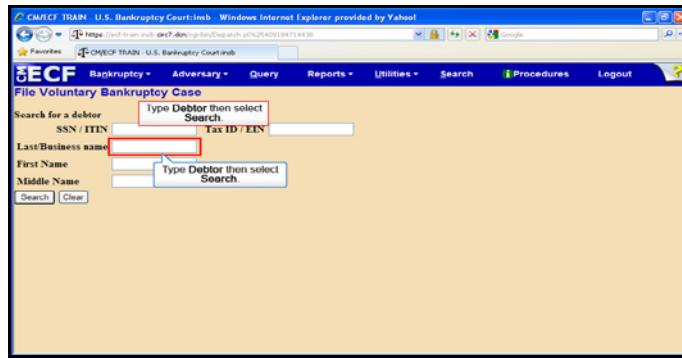 CM/ECF TRAIN - U.S. Bankruptcy Court:insb - Windows Internet Explorer provided by Yahoo!
Google
Favorites CM/ECF TRAIN - U.S. Bankruptcy Court:insb
ECF Bankruptcy Adversary Query Reports Utilities Search Procedures Logout ?
File Voluntary Bankruptcy Case
Type Debtor then select
Search.
Search for a debtor
SSN / ITIN Tax ID / EIN
Last/Business name
First Name
Type Debtor then select
Search.
Middle Name
Search Clear